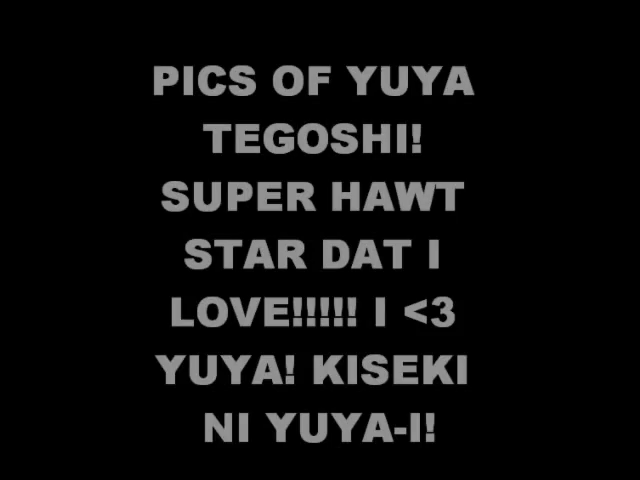 PICS OF YUYA
TEGOSHI!
SUPER HAWT
STAR DAT I
LOVE!!!!! I <3
YUYA! KISEKI
NI YUYA-I!